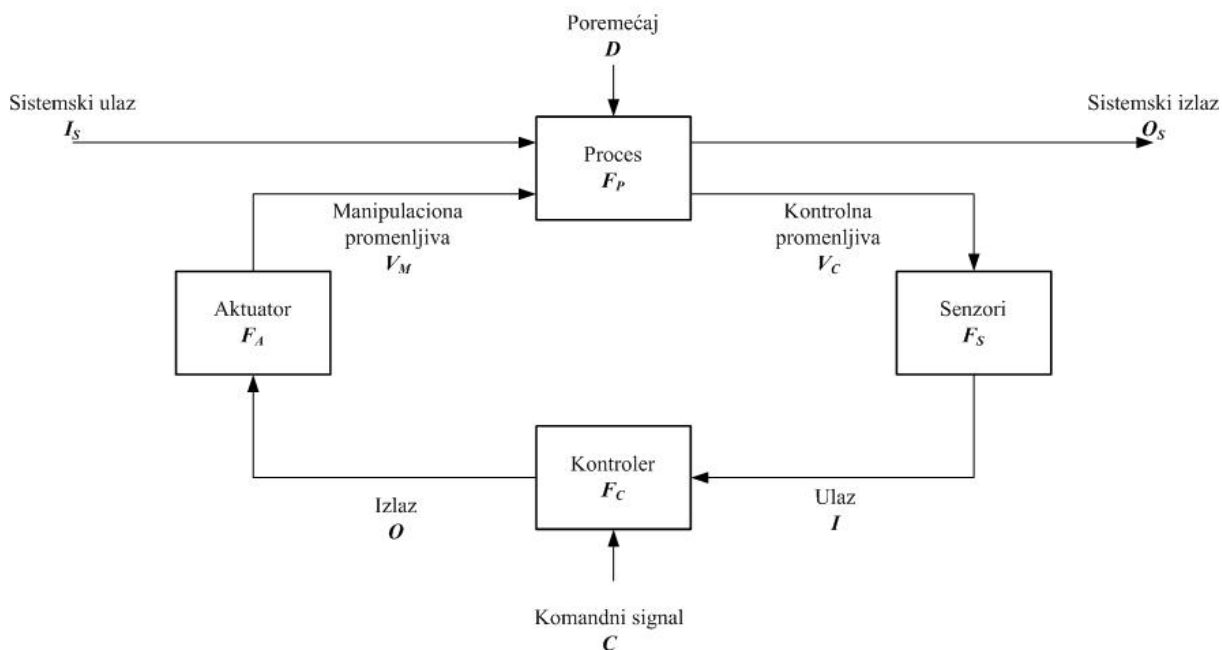 Poremećaj
D
Sistemski ulaz
I_S
Sistemski izlaz
O_S
Proces
F_P
Manipulaciona
promenljiva
V_M
Kontrolna
promenljiva
V_C
Aktuator
F_A
Senzori
F_S
Kontroler
F_C
Izlaz
O
Ulaz
I
Komandni signal
C